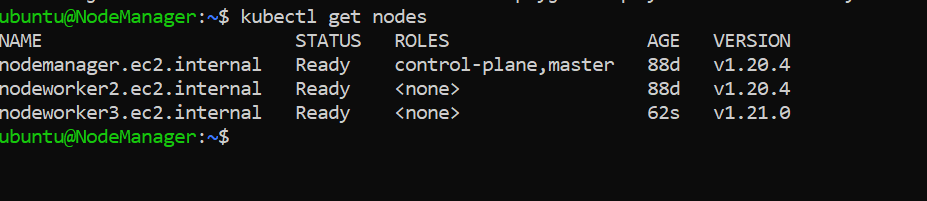 ubuntu@NodeManager:~$ kubectl get nodes
NAME                       STATUS   ROLES                  AGE   VERSION
nodemanager.ec2.internal   Ready    control-plane,master   88d   v1.20.4
nodeworker2.ec2.internal   Ready    <none>                 88d   v1.20.4
nodeworker3.ec2.internal   Ready    <none>                 62s   v1.21.0
ubuntu@NodeManager:~$